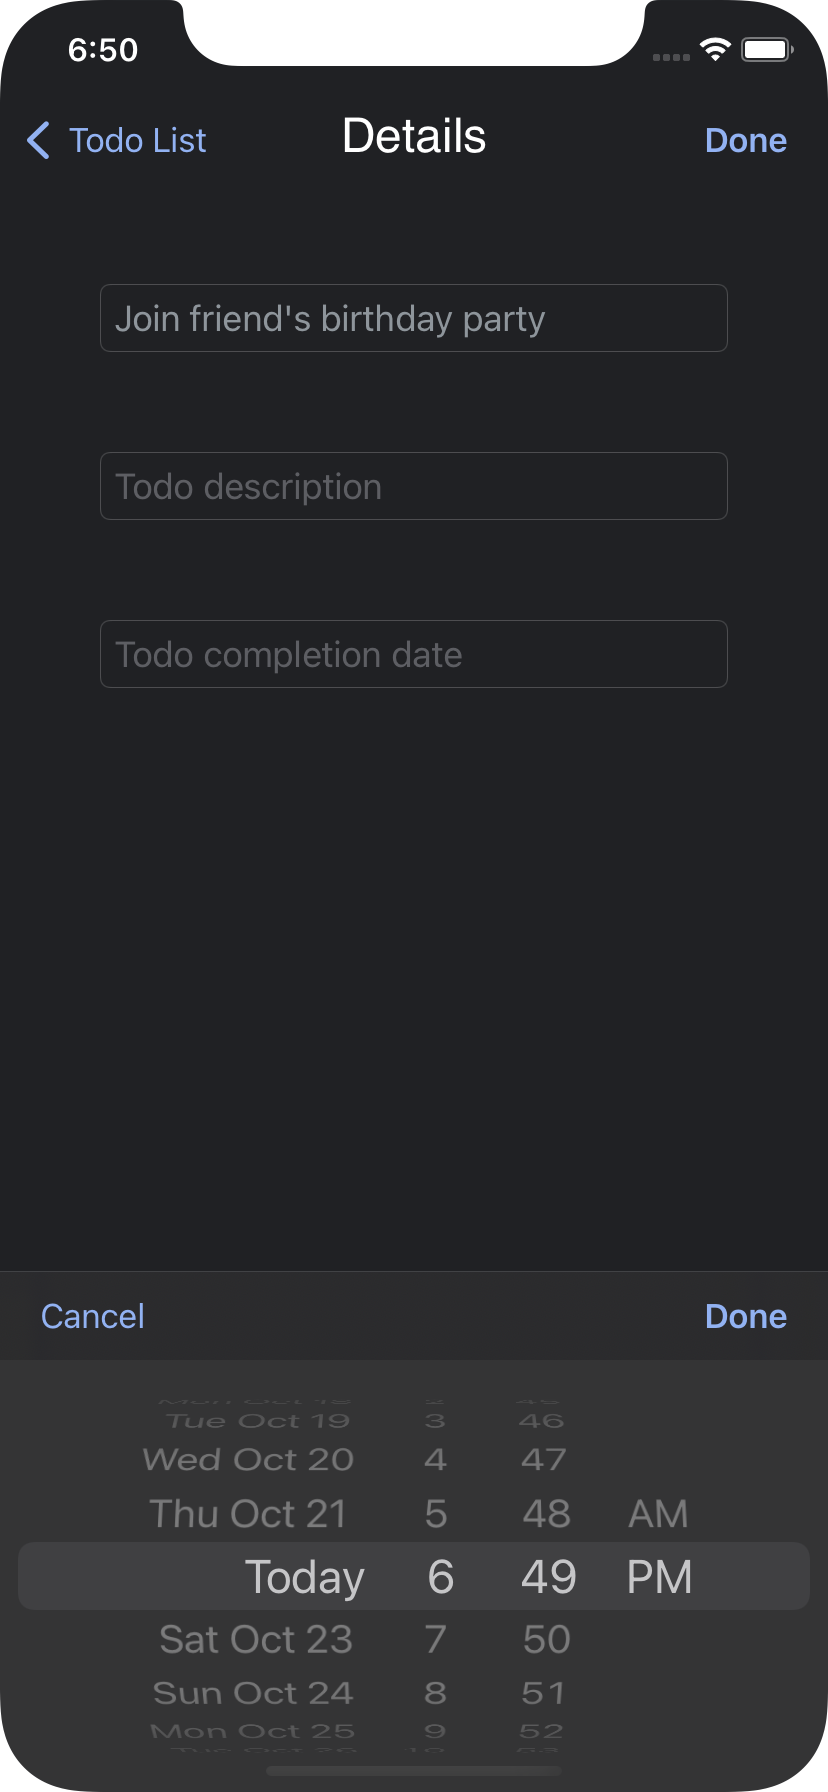 6:50
Todo List Details Done
Join friend's birthday party
Todo description
Todo completion date
Cancel Done
Tue Oct 19 3 46
Wed Oct 20 4 47
Thu Oct 21 5 48 AM
Today 6 49 PM
Sat Oct 23 7 50
Sun Oct 24 8 51
Mon Oct 25 9 52